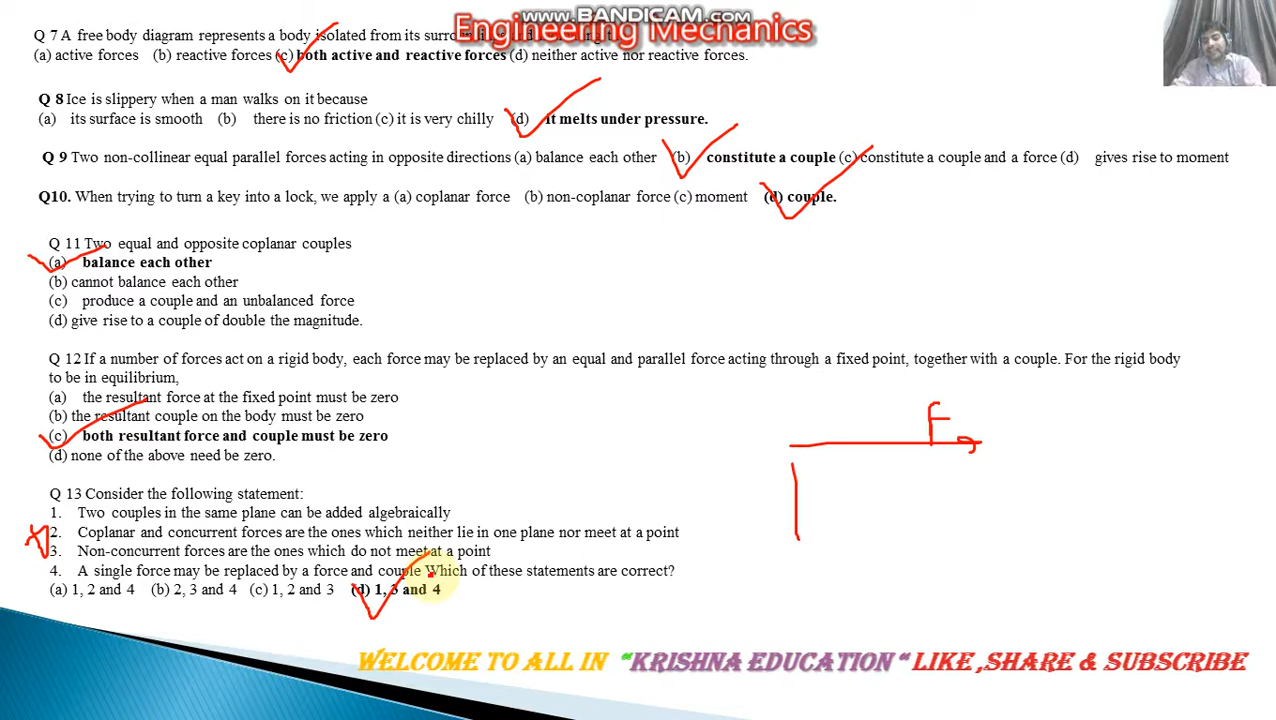 www.BANDICAM.com
Engineering Mechanics
Q 7 A free body diagram represents a body isolated from its
(a) active forces (b) reactive forces (c) both active and reactive forces (d) neither active nor reactive forces.
Q 8 Ice is slippery when a man walks on it because
(a) its surface is smooth (b) there is no friction (c) it is very chilly (d) it melts under pressure.
Q 9 Two non-collinear equal parallel forces acting in opposite directions (a) balance each other (b) constitute a couple (c) constitute a couple and a force (d) gives rise to moment
Q10. When trying to turn a key into a lock, we apply a (a) coplanar force (b) non-coplanar force (c) moment (d) couple.
Q 11 Two equal and opposite coplanar couples
(a) balance each other
(b) cannot balance each other
(c) produce a couple and an unbalanced force
(d) give rise to a couple of double the magnitude.
Q 12 If a number of forces act on a rigid body, each force may be replaced by an equal and parallel force acting through a fixed point, together with a couple. For the rigid body
to be in equilibrium,
(a) the resultant force at the fixed point must be zero
(b) the resultant couple on the body must be zero
(c) both resultant force and couple must be zero
(d) none of the above need be zero.
F
Q 13 Consider the following statement:
1. Two couples in the same plane can be added algebraically
2. Coplanar and concurrent forces are the ones which neither lie in one plane nor meet at a point
3. Non-concurrent forces are the ones which do not meet at a point
4. A single force may be replaced by a force and couple Which of these statements are correct?
(a) 1, 2 and 4 (b) 2, 3 and 4 (c) 1, 2 and 3 (d) 1, 3 and 4
WELCOME TO ALL IN “KRISHNA EDUCATION“ LIKE ,SHARE & SUBSCRIBE